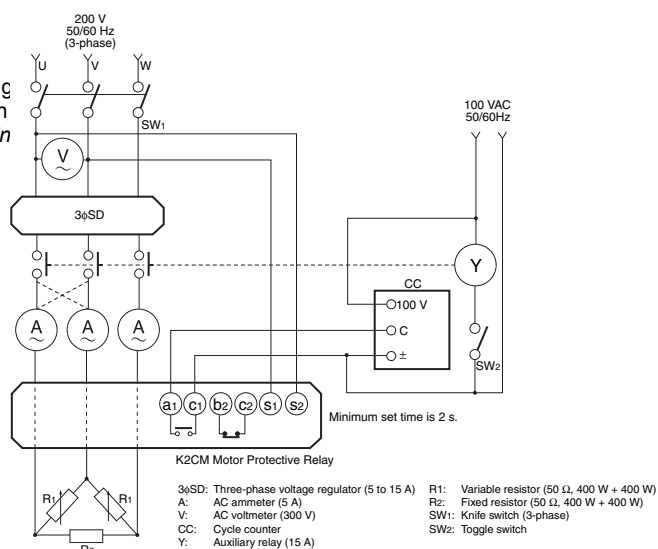 200 V
50/60 Hz
(3-phase)
U V W
SW1
100 VAC
50/60Hz
V
3ϕSD
Y
CC
100 V
C
±
SW2
A A A
a1 c1 b2 c2 s1 s2
Minimum set time is 2 s.
K2CM Motor Protective Relay
R1 R1
3ϕSD: Three-phase voltage regulator (5 to 15 A)
A: AC ammeter (5 A)
V: AC voltmeter (300 V)
CC: Cycle counter
Y: Auxiliary relay (15 A)
R1: Variable resistor (50 Ω, 400 W + 400 W)
R2: Fixed resistor (50 Ω, 400 W + 400 W)
SW1: Knife switch (3-phase)
SW2: Toggle switch